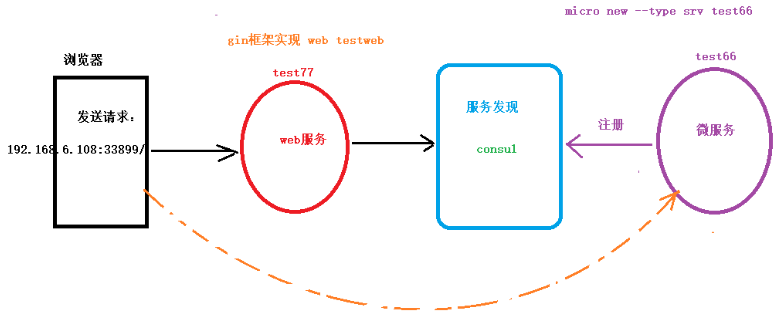 micro new --type srv test66
gin框架实现 web testweb
浏览器
test77
test66
发送请求：
服务发现
注册
web服务
微服务
192.168.6.108:33899/
consul